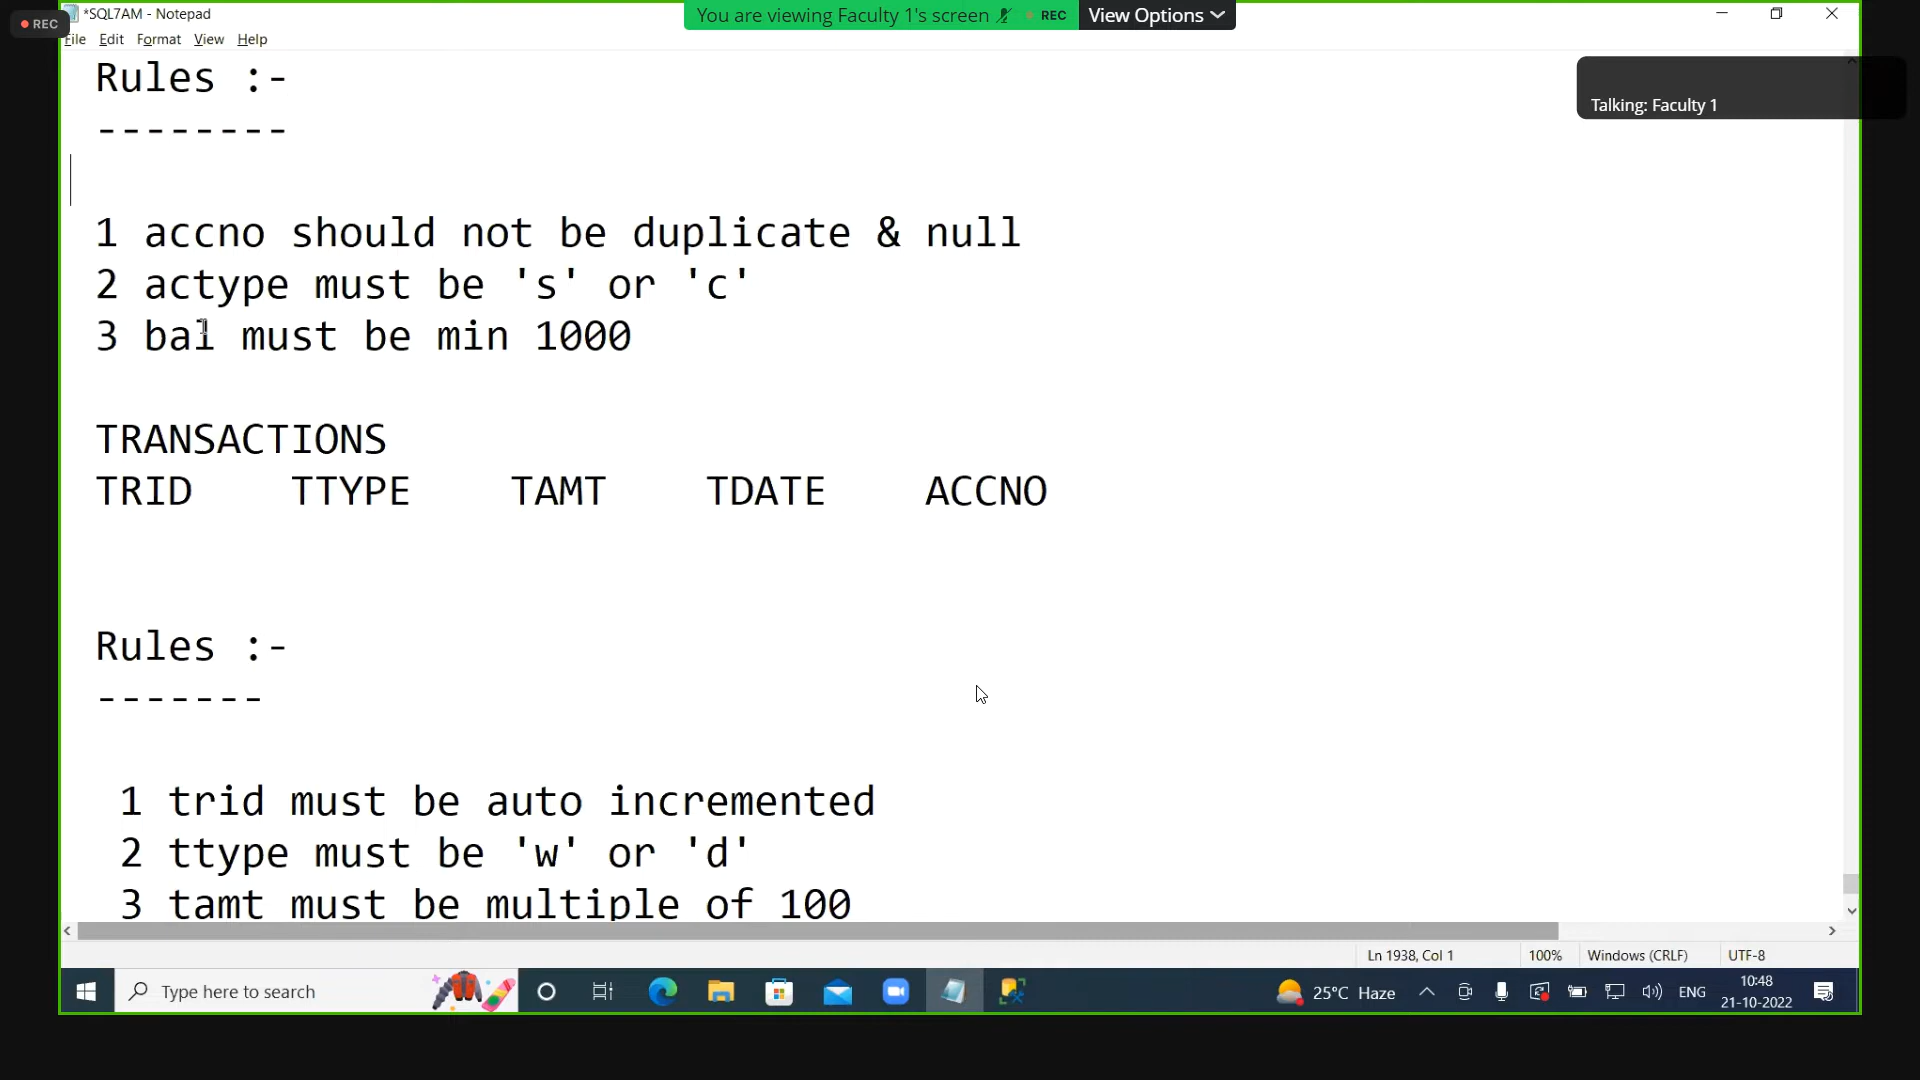 REC
*SQL7AM - Notepad
You are viewing Faculty 1's screen
REC
View Options
File Edit Format View Help
Talking: Faculty 1
Rules :-
--------
1 accno should not be duplicate & null
2 actype must be 's' or 'c'
3 bal must be min 1000
TRANSACTIONS
TRID TTYPE TAMT TDATE ACCNO
Rules :-
-------
1 trid must be auto incremented
2 ttype must be 'w' or 'd'
3 tamt must be multiple of 100
Ln 1938, Col 1 100% Windows (CRLF) UTF-8
Type here to search
25°C Haze
ENG
10:48
21-10-2022